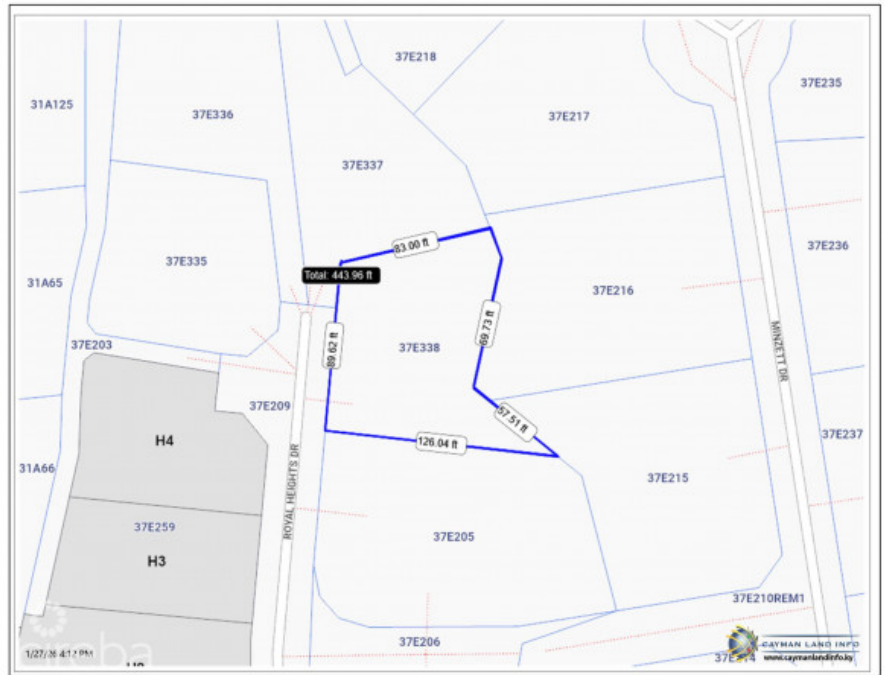 37E218
37E235
31A125
37E336
37E217
37E337
83.00 ft
37E236
37E335
Total: 443.96 ft
31A65
37E216
69.73 ft
MINZETT DR
89.62 ft
37E338
37E203
37E209
57.51 ft
126.04 ft
37E237
H4
31A66
37E215
ROYAL HEIGHTS DR
37E259
37E205
H3
37E210REM1
37E206
CAYMAN LAND INFO
www.caymanlandinfo.ky